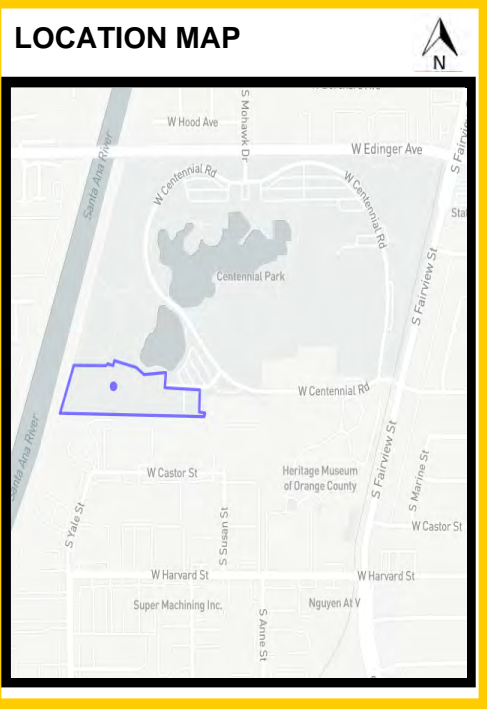 LOCATION MAP
N
S Mohawk Dr
W Hood Ave
W Edinger Ave
Santa Ana River
W Centennial Rd
W Centennial Rd
S Fairview St
Centennial Park
W Centennial Rd
Santa Ana River
W Castor St
Heritage Museum
of Orange County
S Fairview St
S Marine St
S Yale St
S Susan St
W Castor St
W Harvard St
W Harvard St
Super Machining Inc.
Nguyen At V
S Anne St